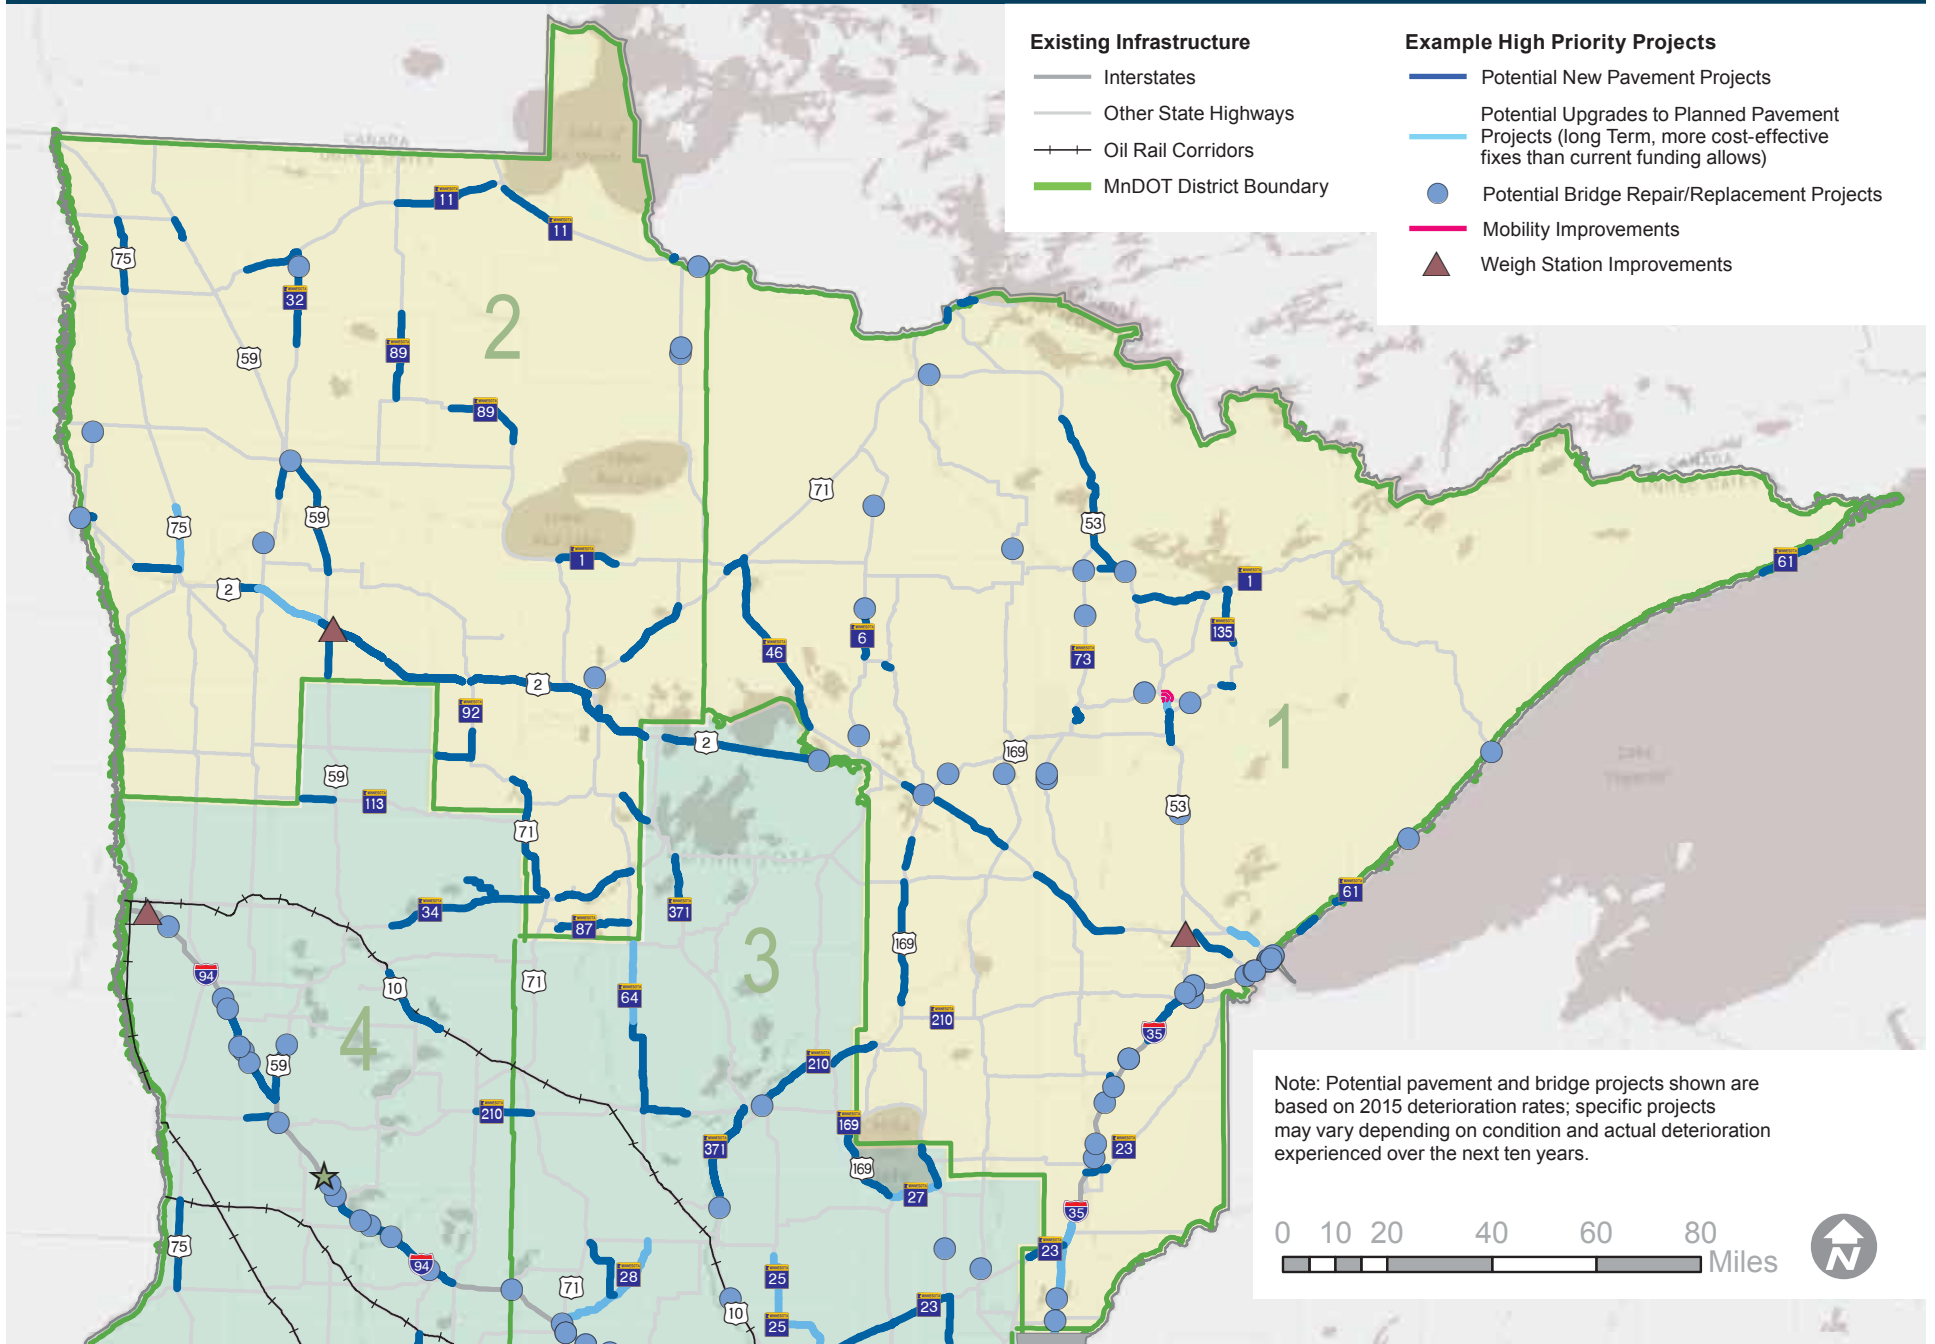 Existing Infrastructure
Interstates
Other State Highways
Oil Rail Corridors
MnDOT District Boundary
Example High Priority Projects
Potential New Pavement Projects
Potential Upgrades to Planned Pavement
Projects (long Term, more cost-effective
fixes than current funding allows)
Potential Bridge Repair/Replacement Projects
Mobility Improvements
Weigh Station Improvements
CANADA
UNITED STATES
11
11
75
32
2
59
89
89
71
59
75
53
1
1
61
2
6
135
46
73
2
92
2
169
1
59
113
53
71
34
371
61
87
169
3
94
71
10
64
210
4
35
59
210
210
169
371
23
169
27
35
75
23
94
28
71
25
23
10
25
CANADA
UNITED STATES
Note: Potential pavement and bridge projects shown are
based on 2015 deterioration rates; specific projects
may vary depending on condition and actual deterioration
experienced over the next ten years.
0 10 20 40 60 80
Miles
N